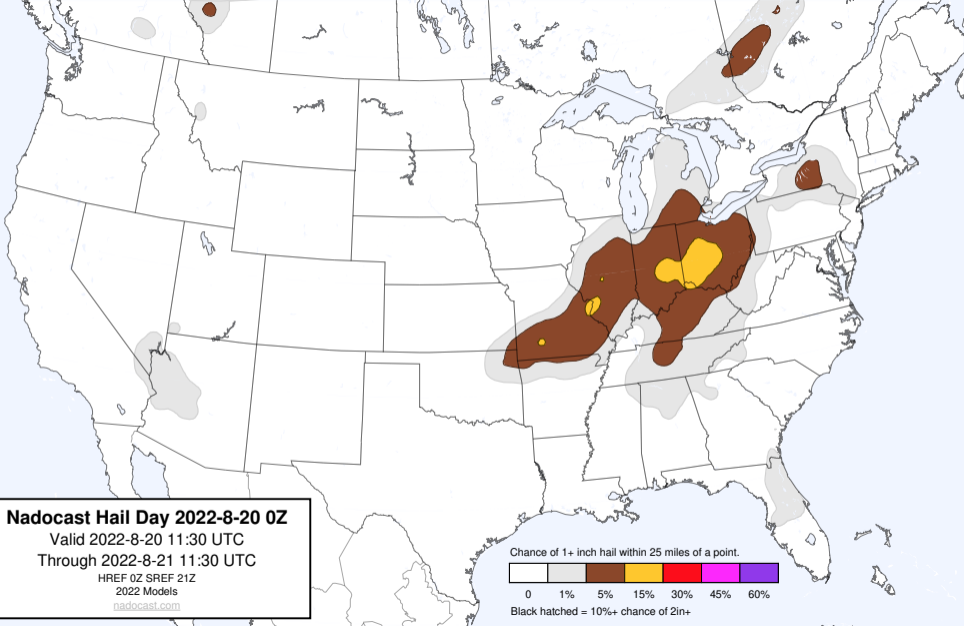 Nadocast Hail Day 2022-8-20 0Z
Valid 2022-8-20 11:30 UTC
Through 2022-8-21 11:30 UTC
HREF 0Z SREF 21Z
2022 Models
nadocast.com
Chance of 1+ inch hail within 25 miles of a point.
0 1% 5% 15% 30% 45% 60%
Black hatched = 10%+ chance of 2in+